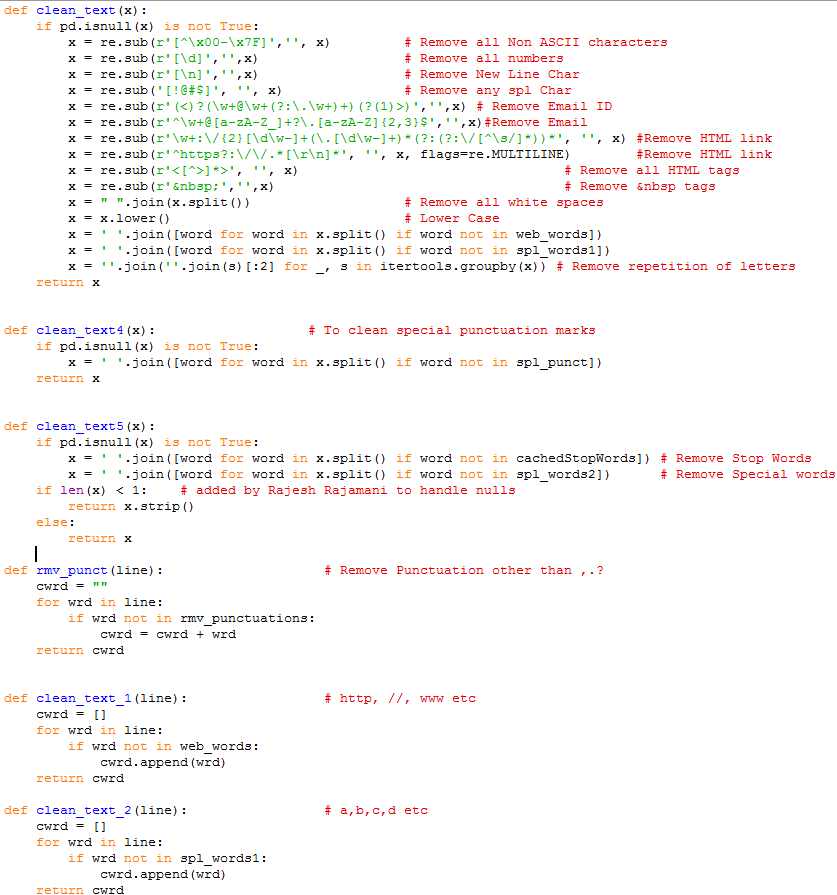 def clean_text(x):
    if pd.isnull(x) is not True:
        x = re.sub(r'[^\x00-\x7F]','', x)         # Remove all Non ASCII characters
        x = re.sub(r'[\d]','',x)                  # Remove all numbers
        x = re.sub(r'[\n]','',x)                  # Remove New Line Char
        x = re.sub('[!@#$]', '', x)               # Remove any spl Char
        x = re.sub(r'(<)?(\w+@\w+(?:\.\w+)+)(?(1)>)','',x) # Remove Email ID
        x = re.sub(r'^\w+@[a-zA-Z_]+?\.[a-zA-Z]{2,3}$','',x)#Remove Email
        x = re.sub(r'\w+:\/{2}[\d\w-]+(\.[\d\w-]+)*(?:(?:\/[^\s/]*))*', '', x) #Remove HTML link
        x = re.sub(r'^https?:\/\/.*[\r\n]*', '', x, flags=re.MULTILINE)        #Remove HTML link
        x = re.sub(r'<[^>]*>', '', x)                                 # Remove all HTML tags
        x = re.sub(r'&nbsp;','',x)                                    # Remove &nbsp tags
        x = " ".join(x.split())                   # Remove all white spaces
        x = x.lower()                             # Lower Case
        x = ' '.join([word for word in x.split() if word not in web_words])
        x = ' '.join([word for word in x.split() if word not in spl_words1])
        x = ''.join(''.join(s)[:2] for _, s in itertools.groupby(x)) # Remove repetition of letters
    return x
def clean_text4(x):                   # To clean special punctuation marks
    if pd.isnull(x) is not True:
        x = ' '.join([word for word in x.split() if word not in spl_punct])
    return x
def clean_text5(x):
    if pd.isnull(x) is not True:
        x = ' '.join([word for word in x.split() if word not in cachedStopWords]) # Remove Stop Words
        x = ' '.join([word for word in x.split() if word not in spl_words2])      # Remove Special words
    if len(x) < 1:    # added by Rajesh Rajamani to handle nulls
        return x.strip()
    else:
        return x
def rmv_punct(line):                    # Remove Punctuation other than ,.?
    cwrd = ""
    for wrd in line:
        if wrd not in rmv_punctuations:
            cwrd = cwrd + wrd
    return cwrd
def clean_text_1(line):                 # http, //, www etc
    cwrd = []
    for wrd in line:
        if wrd not in web_words:
            cwrd.append(wrd)
    return cwrd
def clean_text_2(line):                 # a,b,c,d etc
    cwrd = []
    for wrd in line:
        if wrd not in spl_words1:
            cwrd.append(wrd)
    return cwrd